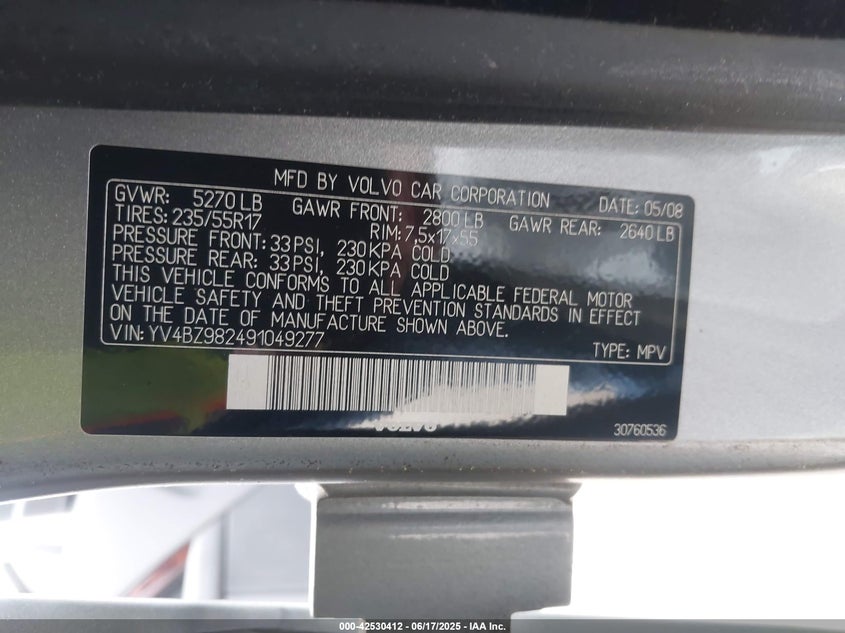 MFD BY VOLVO CAR CORPORATION
GVWR: 5270 LB GAWR FRONT: 2800 LB GAWR REAR: 2640 LB DATE: 05/08
TIRES: 235/55R17 RIM: 7,5x17x55
PRESSURE FRONT: 33 PSI, 230 KPA COLD
PRESSURE REAR: 33 PSI, 230 KPA COLD
THIS VEHICLE CONFORMS TO ALL APPLICABLE FEDERAL MOTOR
VEHICLE SAFETY AND THEFT PREVENTION STANDARDS IN EFFECT
ON THE DATE OF MANUFACTURE SHOWN ABOVE.
VIN: YV4BZ982491049277 TYPE: MPV
VOLVO
30760536
000-42530412 - 06/17/2025 - IAA Inc.